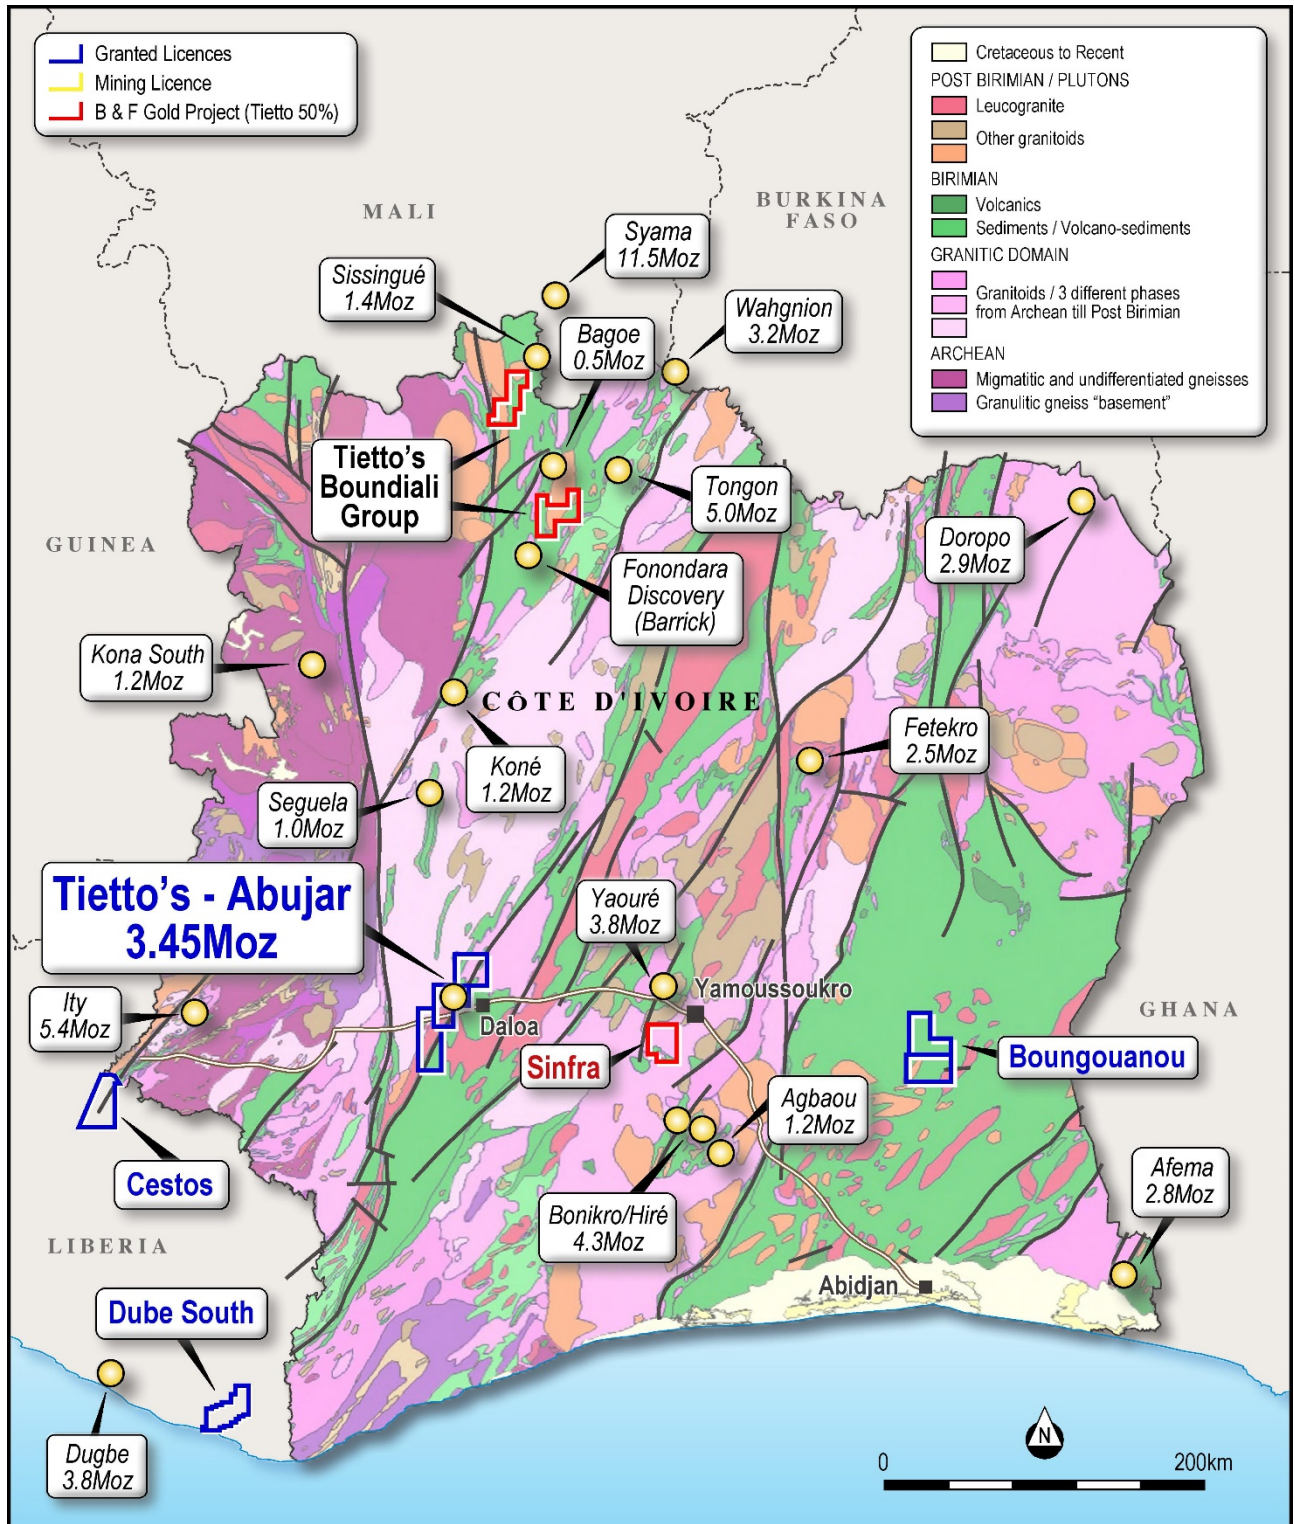 Granted Licences
Mining Licence
B & F Gold Project (Tietto 50%)
Cretaceous to Recent
POST BIRIMIAN / PLUTONS
Leucogranite
Other granitoids
BIRIMIAN
Volcanics
Sediments / Volcano-sediments
GRANITIC DOMAIN
Granitoids / 3 different phases
from Archean till Post Birimian
ARCHEAN
Migmatitic and undifferentiated gneisses
Granulitic gneiss "basement"
MALI
BURKINA
FASO
Syama
11.5Moz
Sissingué
1.4Moz
Wahgnion
3.2Moz
Bagoe
0.5Moz
Tietto's
Boundiali
Group
Tongon
5.0Moz
GUINEA
Doropo
2.9Moz
Fonondara
Discovery
(Barrick)
Kona South
1.2Moz
CÔTE D'IVOIRE
Fetekro
2.5Moz
Koné
1.2Moz
Seguela
1.0Moz
Tietto's - Abujar
3.45Moz
Yaouré
3.8Moz
Yamoussoukro
Ity
5.4Moz
Daloa
GHANA
Sinfra
Boungouanou
Agbaou
1.2Moz
Cestos
Afema
2.8Moz
Bonikro/Hiré
4.3Moz
LIBERIA
Abidjan
Dube South
Dugbe
3.8Moz
N
0 200km